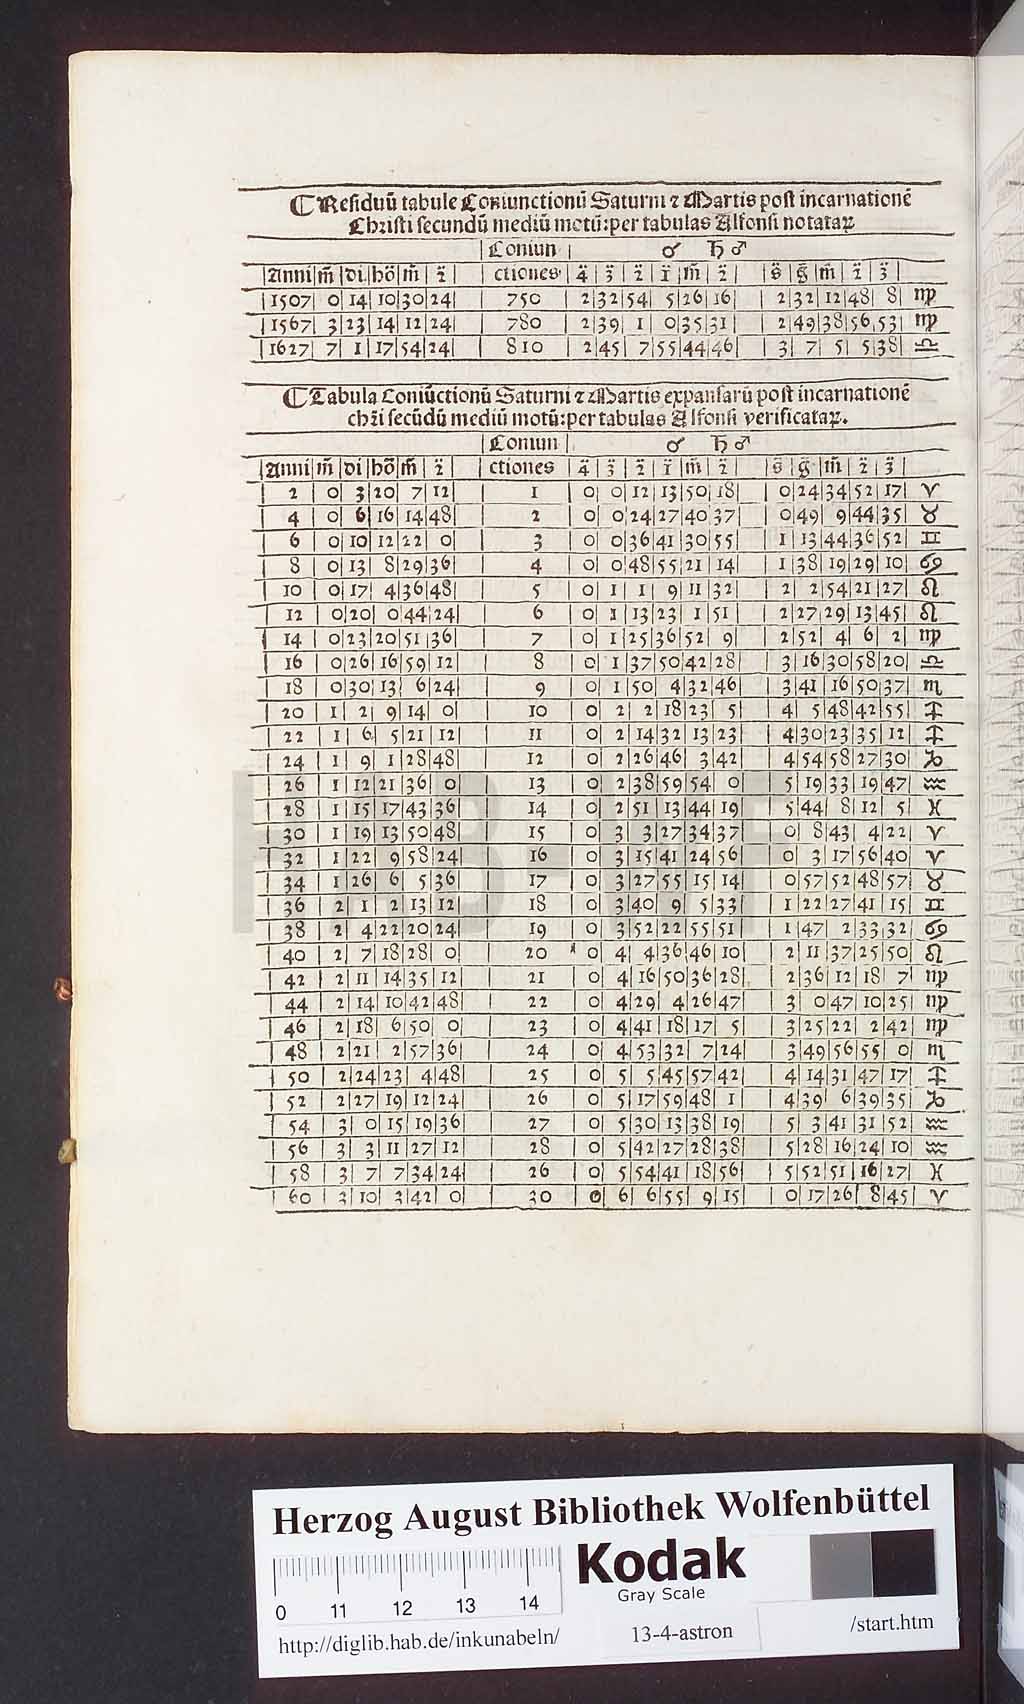 ❡ Residuū tabule Coniunctionū Saturni ⁊ Martis post incarnationē
Christi secundū mediū motū: per tabulas Alfonsi notataꝝ
Coniun ☌ ♄ ♂
Anni m̄ di hō m̄ 2̈ ctiones 4̈ 3̈ 2̈ 1̈ m̄ 2̈ s̈ ḡ m̄ 2̈ 3̈
1507 0 14 10 30 24 750 2 32 54 5 26 16 2 32 12 48 8 ♍
1567 3 23 14 12 24 780 2 39 1 0 35 31 2 49 38 56 53 ♍
1627 7 1 17 54 24 810 2 45 7 55 44 46 3 7 5 5 38 ♎
❡ Tabula Coniūctionū Saturni ⁊ Martis expansarū post incarnationē
chr̄i secūdū mediū motū: per tabulas Alfonsi verificataꝝ.
Coniun ☌ ♄ ♂
Anni m̄ di hō m̄ 2̈ ctiones 4̈ 3̈ 2̈ 1̈ m̄ 2̈ s̈ ḡ m̄ 2̈ 3̈
2 0 3 20 7 12 1 0 0 12 13 50 18 0 24 34 52 17 ♈
4 0 6 16 14 48 2 0 0 24 27 40 37 0 49 9 44 35 ♉
6 0 10 12 22 0 3 0 0 36 41 30 55 1 13 44 36 52 ♊
8 0 13 8 29 36 4 0 0 48 55 21 14 1 38 19 29 10 ♋
10 0 17 4 36 48 5 0 1 1 9 11 32 2 2 54 21 27 ♌
12 0 20 0 44 24 6 0 1 13 23 1 51 2 27 29 13 45 ♌
14 0 23 20 51 36 7 0 1 25 36 52 9 2 52 4 6 2 ♍
16 0 26 16 59 12 8 0 1 37 50 42 28 3 16 30 58 20 ♎
18 0 30 13 6 24 9 0 1 50 4 32 46 3 41 16 50 37 ♏
20 1 2 9 14 0 10 0 2 2 18 23 5 4 5 48 42 55 ♐
22 1 6 5 21 12 11 0 2 14 32 13 23 4 30 23 35 12 ♐
24 1 9 1 28 48 12 0 2 26 46 3 42 4 54 58 27 30 ♑
26 1 12 21 36 0 13 0 2 38 59 54 0 5 19 33 19 47 ♒
28 1 15 17 43 36 14 0 2 51 13 44 19 5 44 8 12 5 ♓
30 1 19 13 50 48 15 0 3 3 27 34 37 0 8 43 4 22 ♈
32 1 22 9 58 24 16 0 3 15 41 24 56 0 3 17 56 40 ♈
34 1 26 6 5 36 17 0 3 27 55 15 14 0 57 52 48 57 ♉
36 2 1 2 13 12 18 0 3 40 9 5 33 1 22 27 41 15 ♊
38 2 4 22 20 24 19 0 3 52 22 55 51 1 47 2 33 32 ♋
40 2 7 18 28 0 20 0 4 4 36 46 10 2 11 37 25 50 ♌
42 2 11 14 35 12 21 0 4 16 50 36 28 2 36 12 18 7 ♍
44 2 14 10 42 48 22 0 4 29 4 26 47 3 0 47 10 25 ♍
46 2 18 6 50 0 23 0 4 41 18 17 5 3 25 22 2 42 ♍
48 2 21 2 57 36 24 0 4 53 32 7 24 3 49 56 55 0 ♏
50 2 24 23 4 48 25 0 5 5 45 57 42 4 14 31 47 17 ♐
52 2 27 19 12 24 26 0 5 17 59 48 1 4 39 6 39 35 ♑
54 3 0 15 19 36 27 0 5 30 13 38 19 5 3 41 31 52 ♒
56 3 3 11 27 12 28 0 5 42 27 28 38 5 28 16 24 10 ♒
58 3 7 7 34 24 26 0 5 54 41 18 56 5 52 51 16 27 ♓
60 3 10 3 42 0 30 0 6 6 55 9 15 0 17 26 8 45 ♈
Herzog August Bibliothek Wolfenbüttel
Kodak
Gray Scale
0 11 12 13 14
http://diglib.hab.de/inkunabeln/ 13-4-astron /start.htm